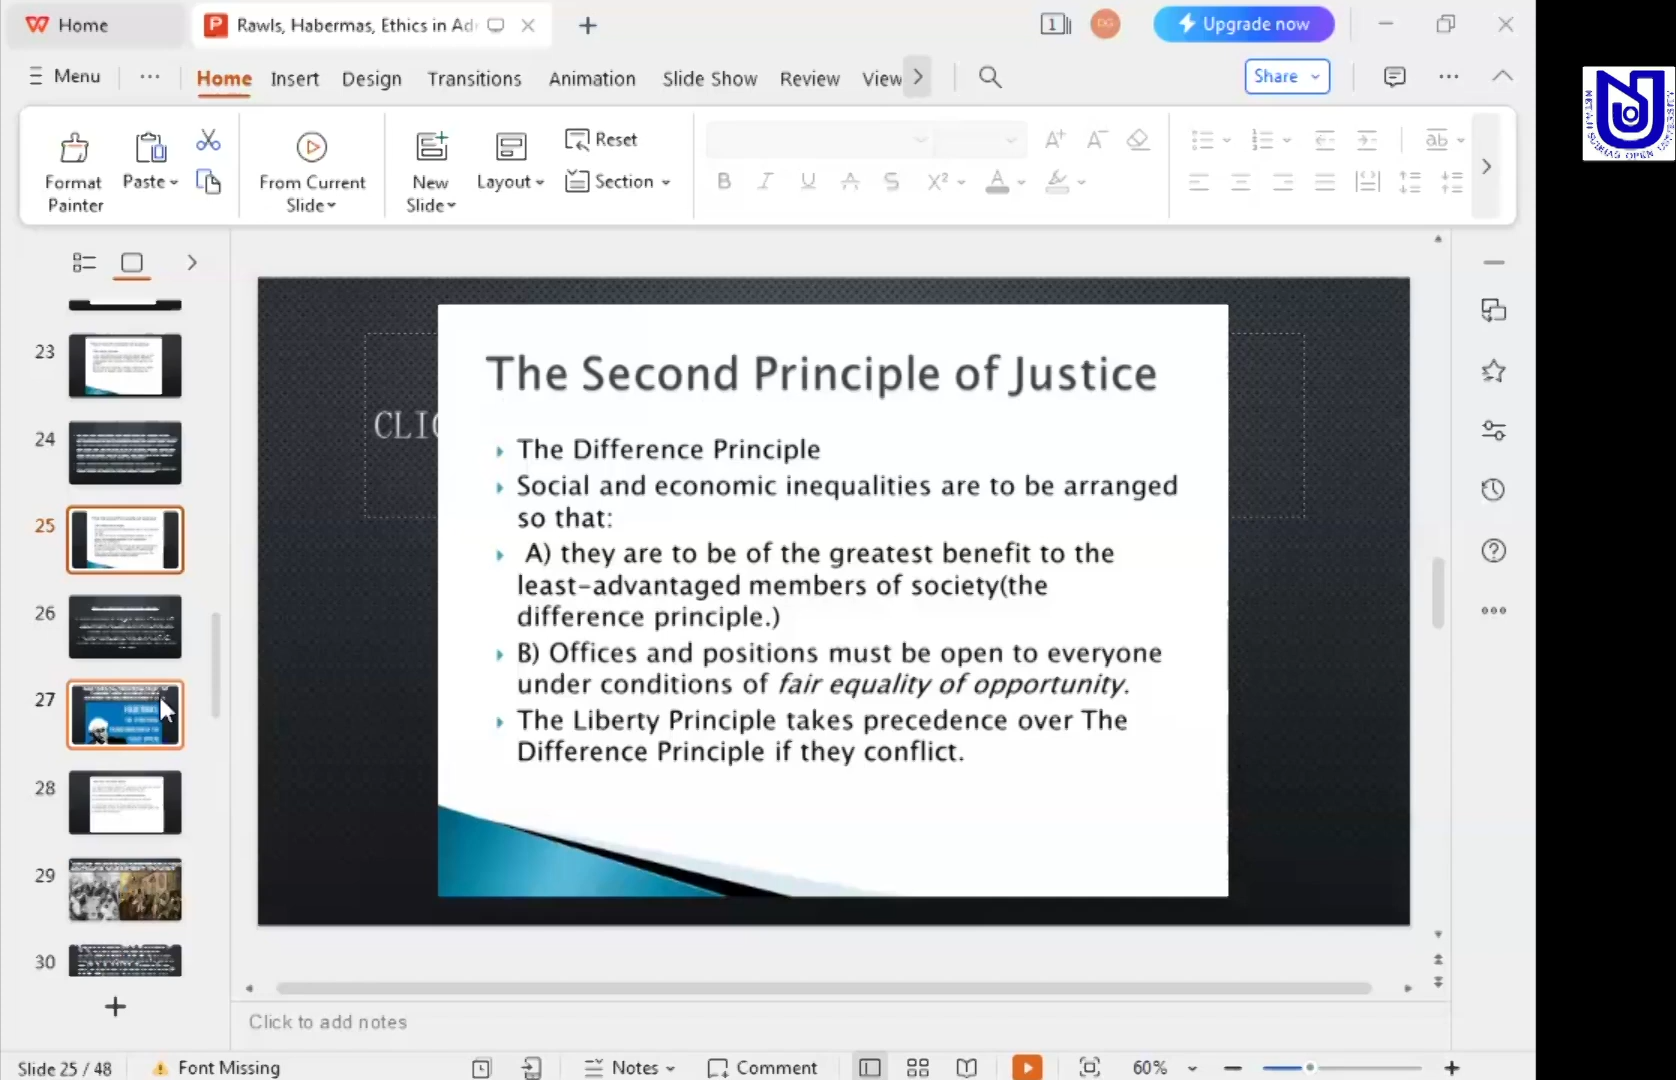 Home
Rawls, Habermas, Ethics in Ad
1
DG
Upgrade now
Menu
Home Insert Design Transitions Animation Slide Show Review View
Share
Format Painter
Paste
From Current Slide
New Slide
Layout
Reset
Section
23
24
25
26
27
28
29
30
CLI
The Second Principle of Justice
The Difference Principle
Social and economic inequalities are to be arranged
so that:
A) they are to be of the greatest benefit to the
least-advantaged members of society(the
difference principle.)
B) Offices and positions must be open to everyone
under conditions of fair equality of opportunity.
The Liberty Principle takes precedence over The
Difference Principle if they conflict.
Click to add notes
Slide 25 / 48
Font Missing
Notes
Comment
60%
NETAJI SUBHAS OPEN UNIVERSITY